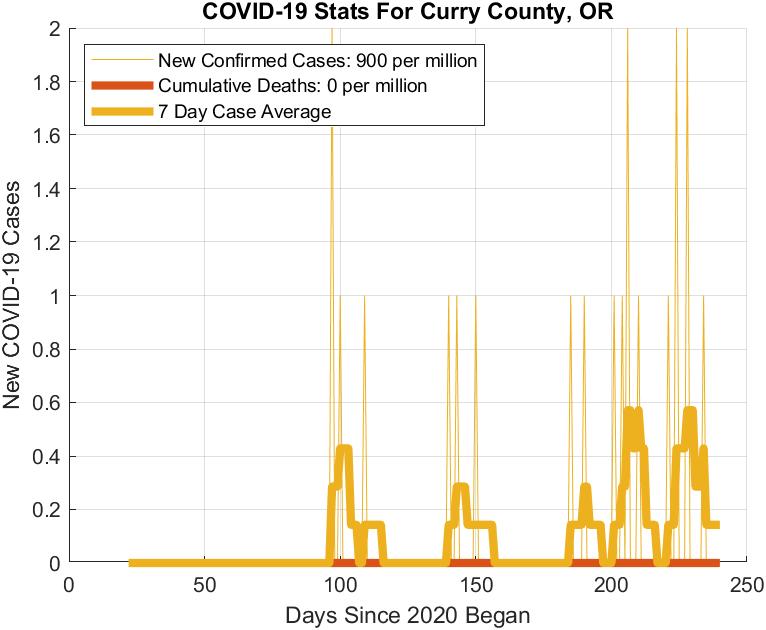 COVID-19 Stats For Curry County, OR
New Confirmed Cases: 900 per million
Cumulative Deaths: 0 per million
7 Day Case Average
New COVID-19 Cases
2
1.8
1.6
1.4
1.2
1
0.8
0.6
0.4
0.2
0
0 50 100 150 200 250
Days Since 2020 Began